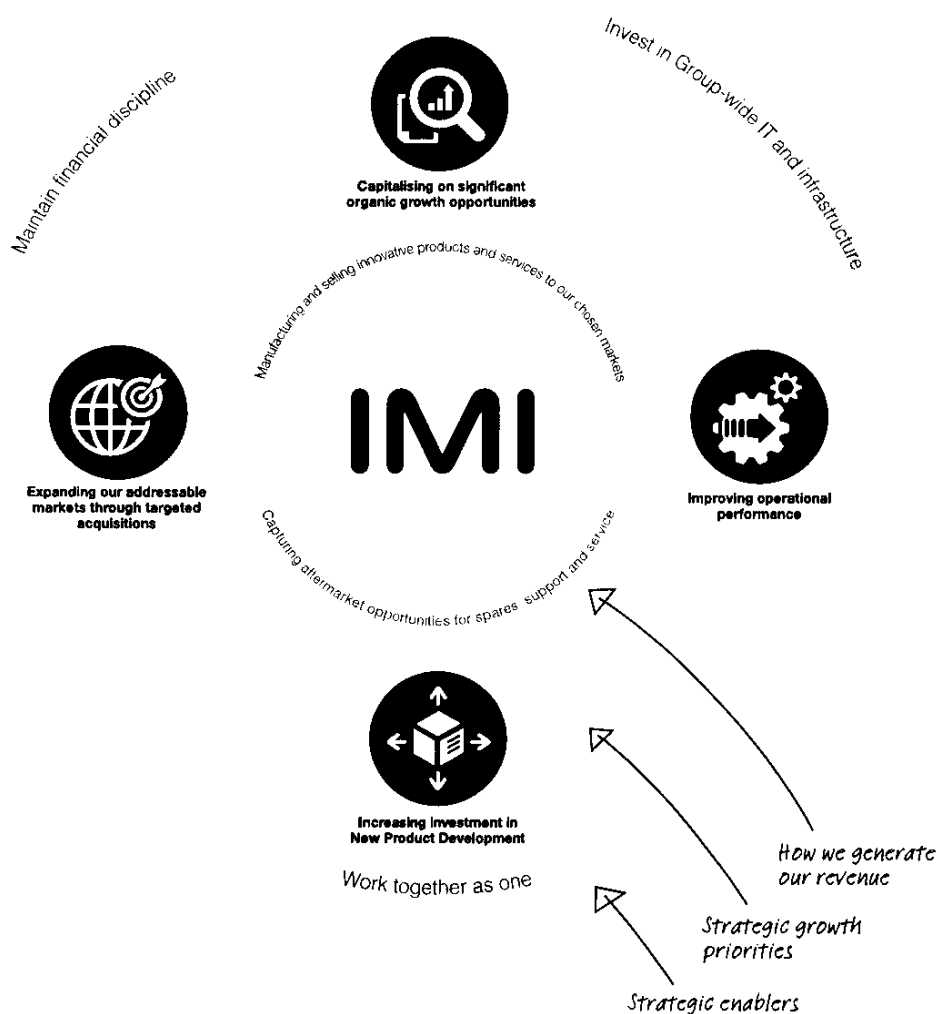 Maintain financial discipline
Invest in Group-wide IT and infrastructure
Capitalising on significant
organic growth opportunities
Manufacturing and selling innovative products and services to our chosen markets
IMI
Expanding our addressable
markets through targeted
acquisitions
Improving operational
performance
Capturing aftermarket opportunities for spares support and service
Increasing investment in
New Product Development
Work together as one
How we generate
our revenue
Strategic growth
priorities
Strategic enablers